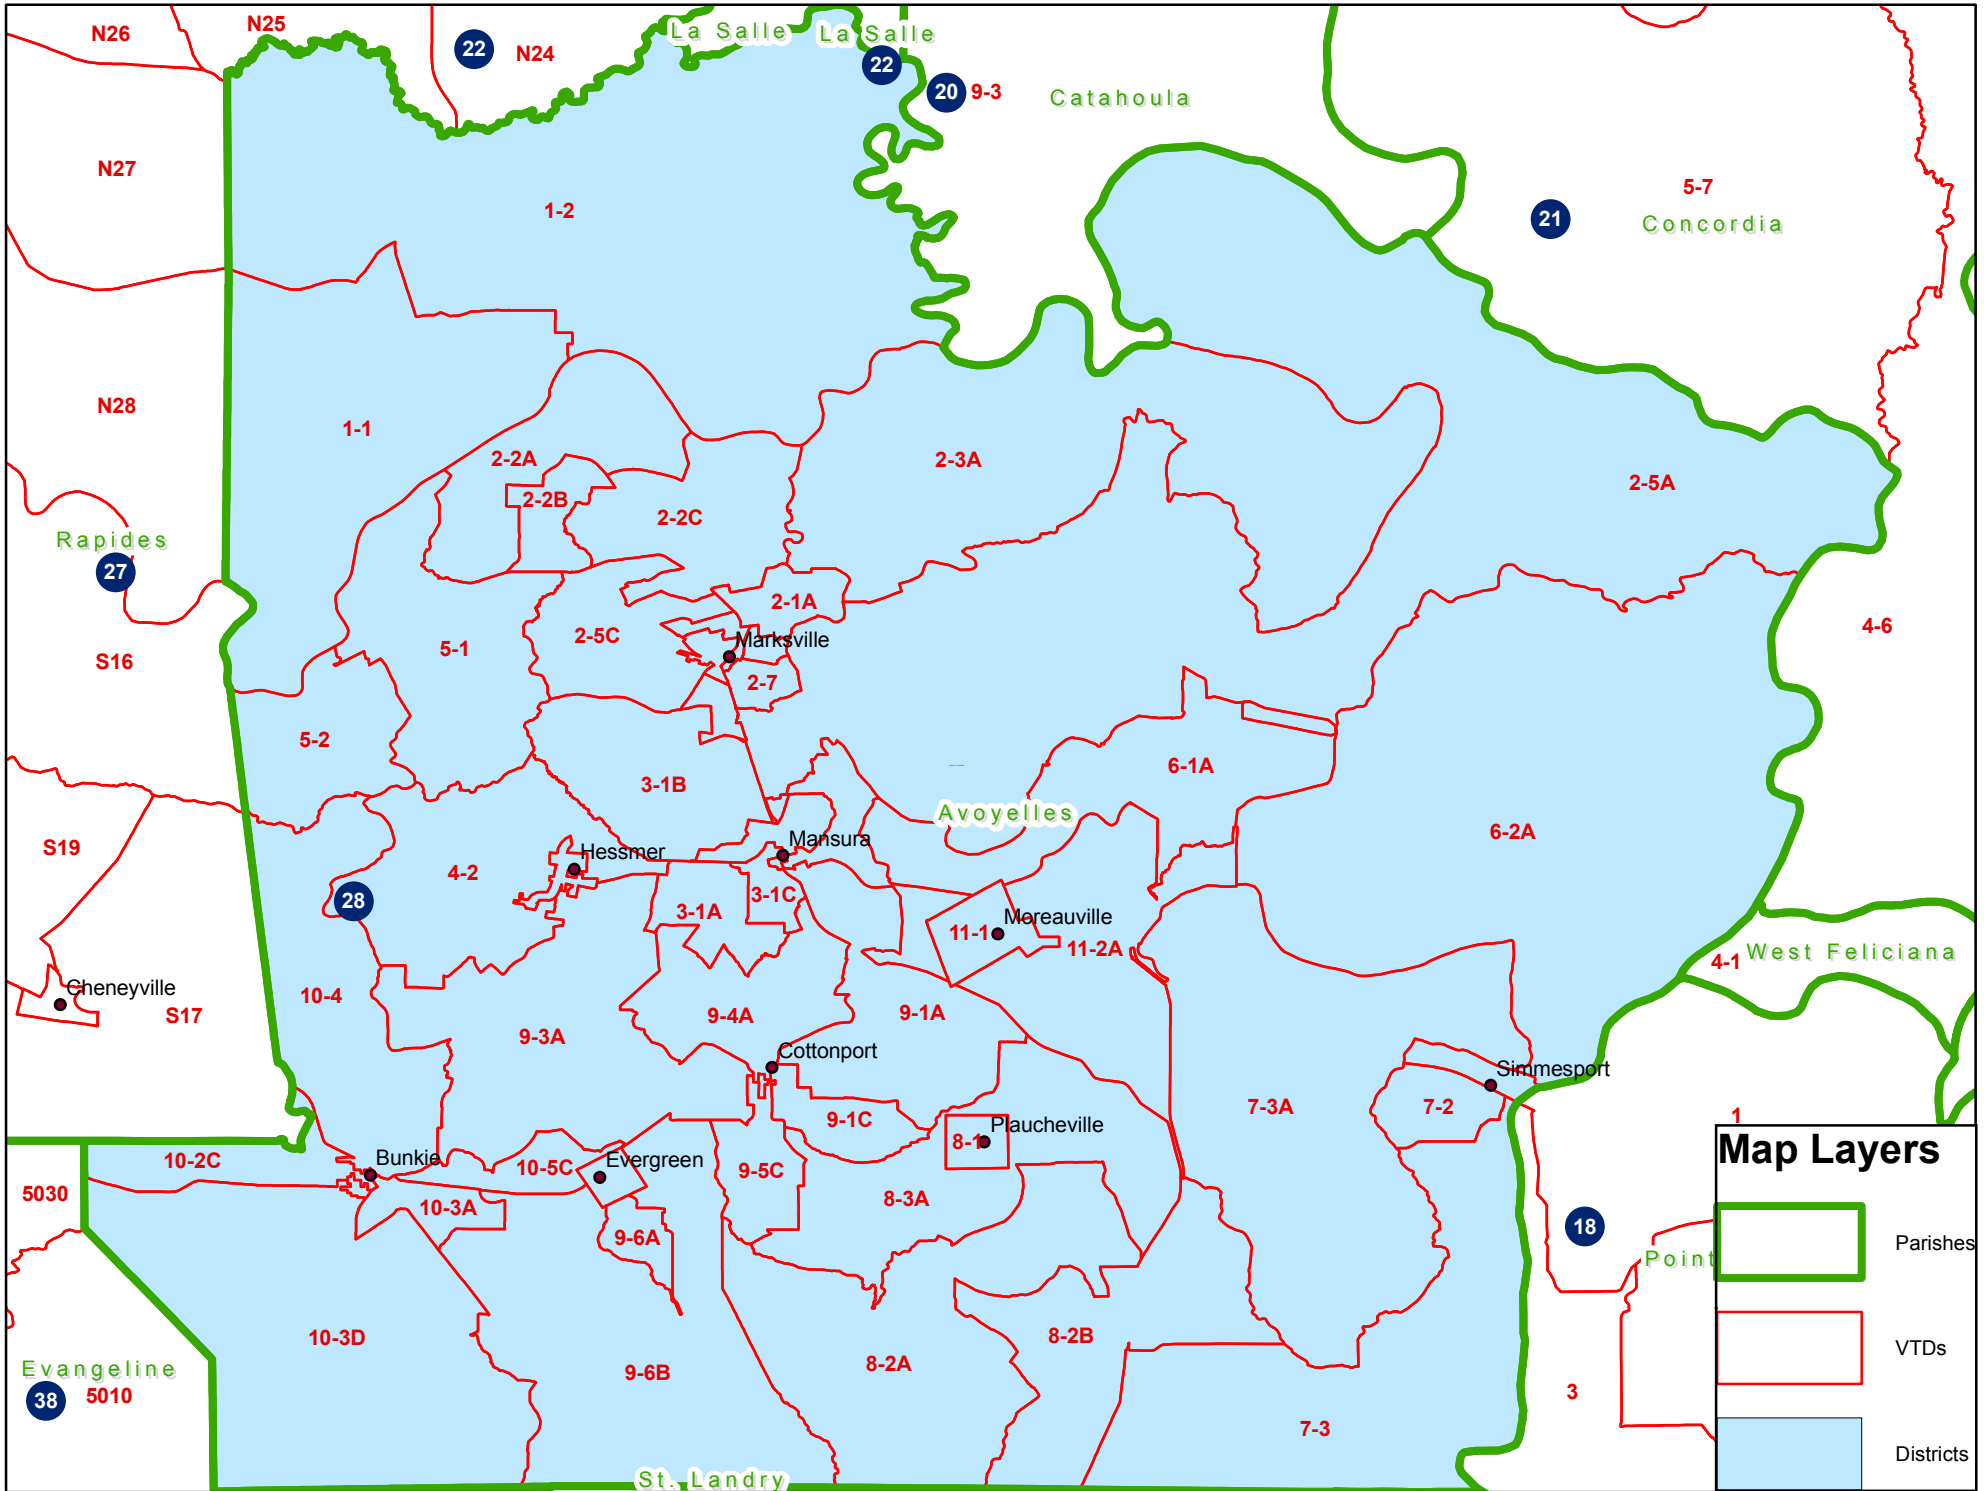 N26
N25
22
N24
La Salle
La Salle
22
20
9-3
Catahoula
N27
1-2
5-7
21
Concordia
N28
1-1
2-2A
2-3A
2-5A
2-2B
2-2C
Rapides
27
2-1A
2-5C
4-6
Marksville
5-1
S16
2-7
5-2
6-1A
3-1B
Avoyelles
6-2A
Mansura
S19
Hessmer
4-2
3-1C
28
3-1A
Moreauville
11-1
11-2A
West Feliciana
4-1
Cheneyville
10-4
S17
9-4A
9-1A
9-3A
Cottonport
Simmesport
7-3A
7-2
9-1C
1
Plaucheville
8-1
Map Layers
Bunkie
10-2C
Evergreen
10-5C
9-5C
5030
8-3A
10-3A
18
9-6A
Parishes
Point
10-3D
8-2B
VTDs
8-2A
Evangeline
9-6B
5010
3
38
7-3
Districts
St. Landry